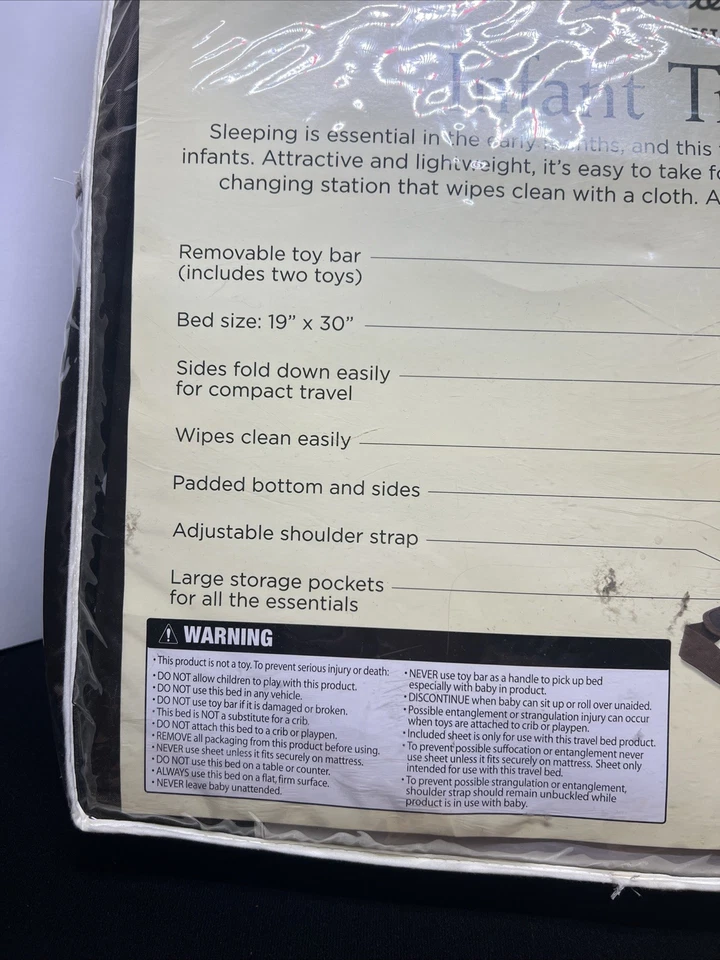 Infant
Sleeping is essential in the early months, and this
infants. Attractive and lightweight, it's easy to take
changing station that wipes clean with a cloth. A
Removable toy bar
(includes two toys)
Bed size: 19” x 30”
Sides fold down easily
for compact travel
Wipes clean easily
Padded bottom and sides
Adjustable shoulder strap
Large storage pockets
for all the essentials
WARNING
• This product is not a toy. To prevent serious injury or death:
• DO NOT allow children to play with this product.
• DO NOT use this bed in any vehicle.
• DO NOT use toy bar if it is damaged or broken.
• This bed is NOT a substitute for a crib.
• DO NOT attach this bed to a crib or playpen.
• REMOVE all packaging from this product before using.
• NEVER use sheet unless it fits securely on mattress.
• DO NOT use this bed on a table or counter.
• ALWAYS use this bed on a flat, firm surface.
• NEVER leave baby unattended.
• NEVER use toy bar as a handle to pick up bed
especially with baby in product.
• DISCONTINUE when baby can sit up or roll over unaided.
• Possible entanglement or strangulation injury can occur
when toys are attached to crib or playpen.
• Included sheet is only for use with this travel bed product.
• To prevent possible suffocation or entanglement never
use sheet unless it fits securely on mattress. Sheet only
intended for use with this travel bed.
• To prevent possible strangulation or entanglement,
shoulder strap should remain unbuckled while
product is in use with baby.